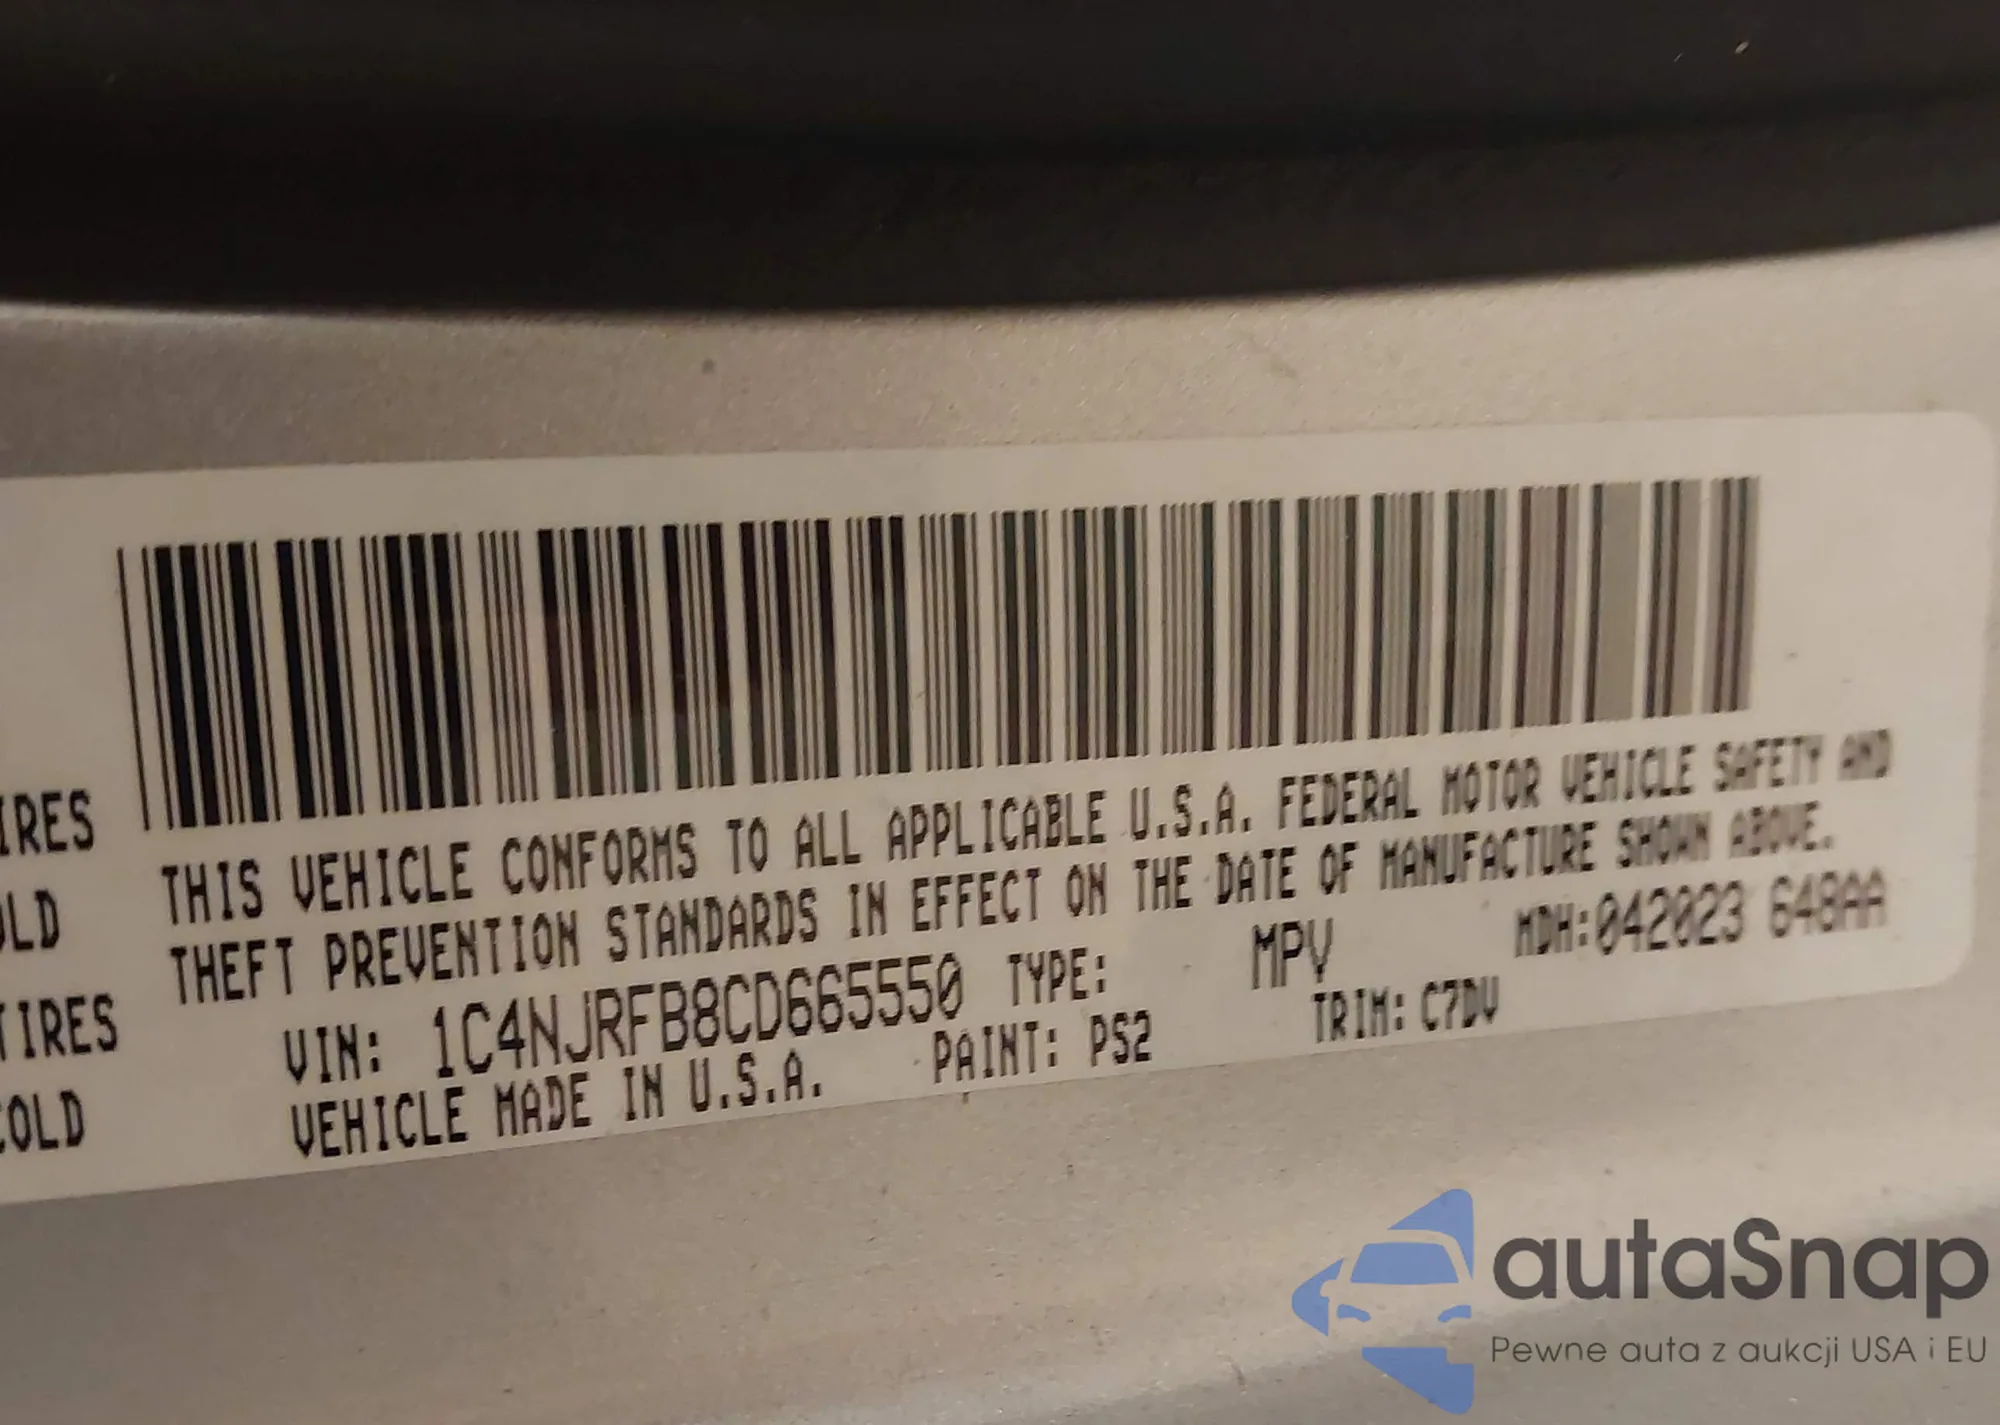 THIS VEHICLE CONFORMS TO ALL APPLICABLE U.S.A. FEDERAL MOTOR VEHICLE SAFETY AND
THEFT PREVENTION STANDARDS IN EFFECT ON THE DATE OF MANUFACTURE SHOWN ABOVE.
VIN: 1C4NJRFB8CD665550 TYPE: MPV MDH:042023 648AA
VEHICLE MADE IN U.S.A. PAINT: PS2 TRIM: C7DV
IRES
OLD
TIRES
COLD
autaSnap
Pewne auta z aukcji USA i EU